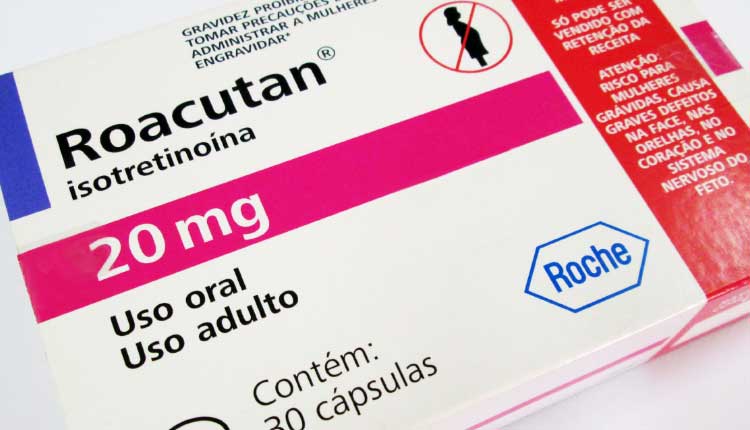 GRAVIDEZ PROIBI
TOMAR PRECAUÇÕES
ADMINISTRAR A MULHERES
ENGRAVIDAR*
Roacutan®
isotretinoína
20 mg
Uso oral
Uso adulto
Contém:
30 cápsulas
Roche
SÓ PODE SER
VENDIDO COM
RETENÇÃO DA
RECEITA
ATENÇÃO:
RISCO PARA
MULHERES
GRÁVIDAS, CAUSA
GRAVES DEFEITOS
NA FACE, NAS
ORELHAS, NO
CORAÇÃO E NO
SISTEMA
NERVOSO DO
FETO.